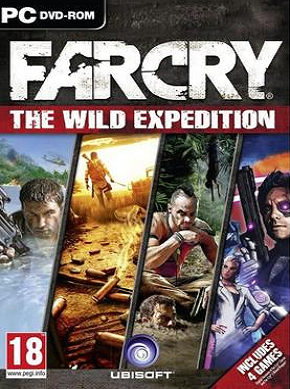 PC DVD-ROM
FARCRY®
THE WILD EXPEDITION
INCLUDES
4 GAMES
18
www.pegi.info
UBISOFT